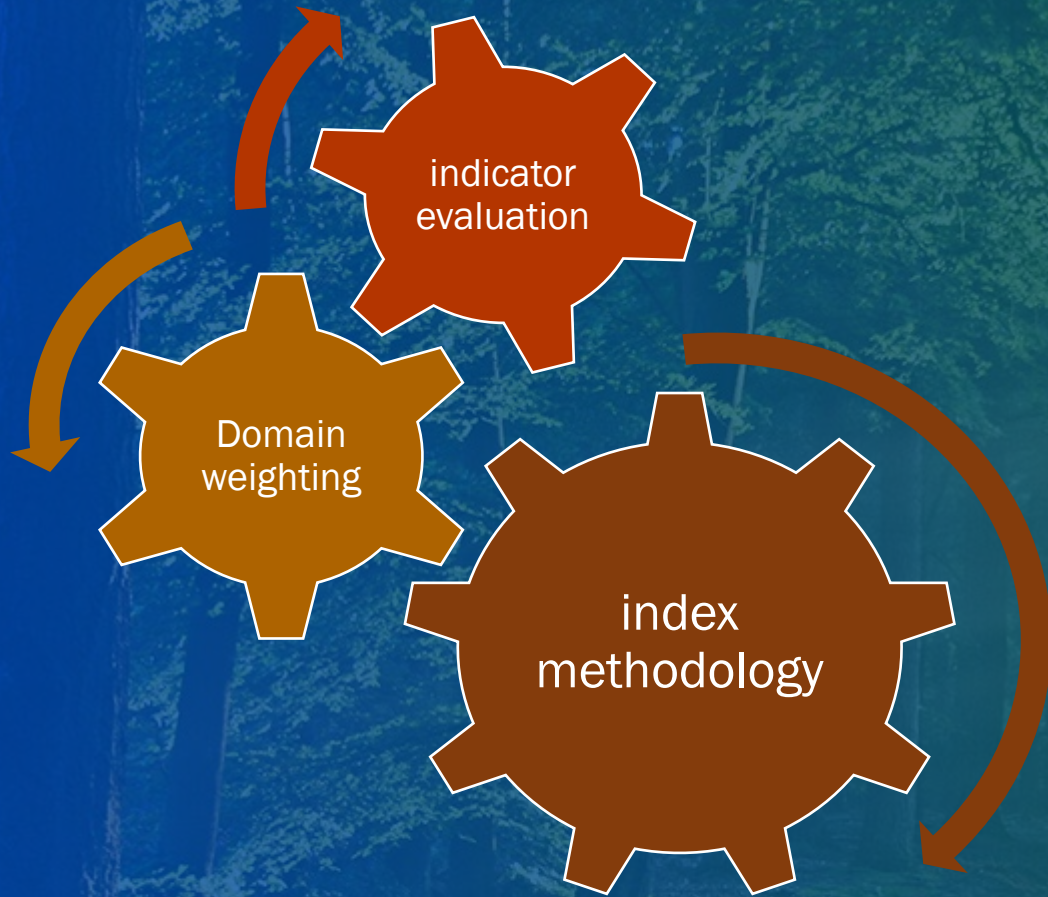 indicator
evaluation
Domain
weighting
index
methodology